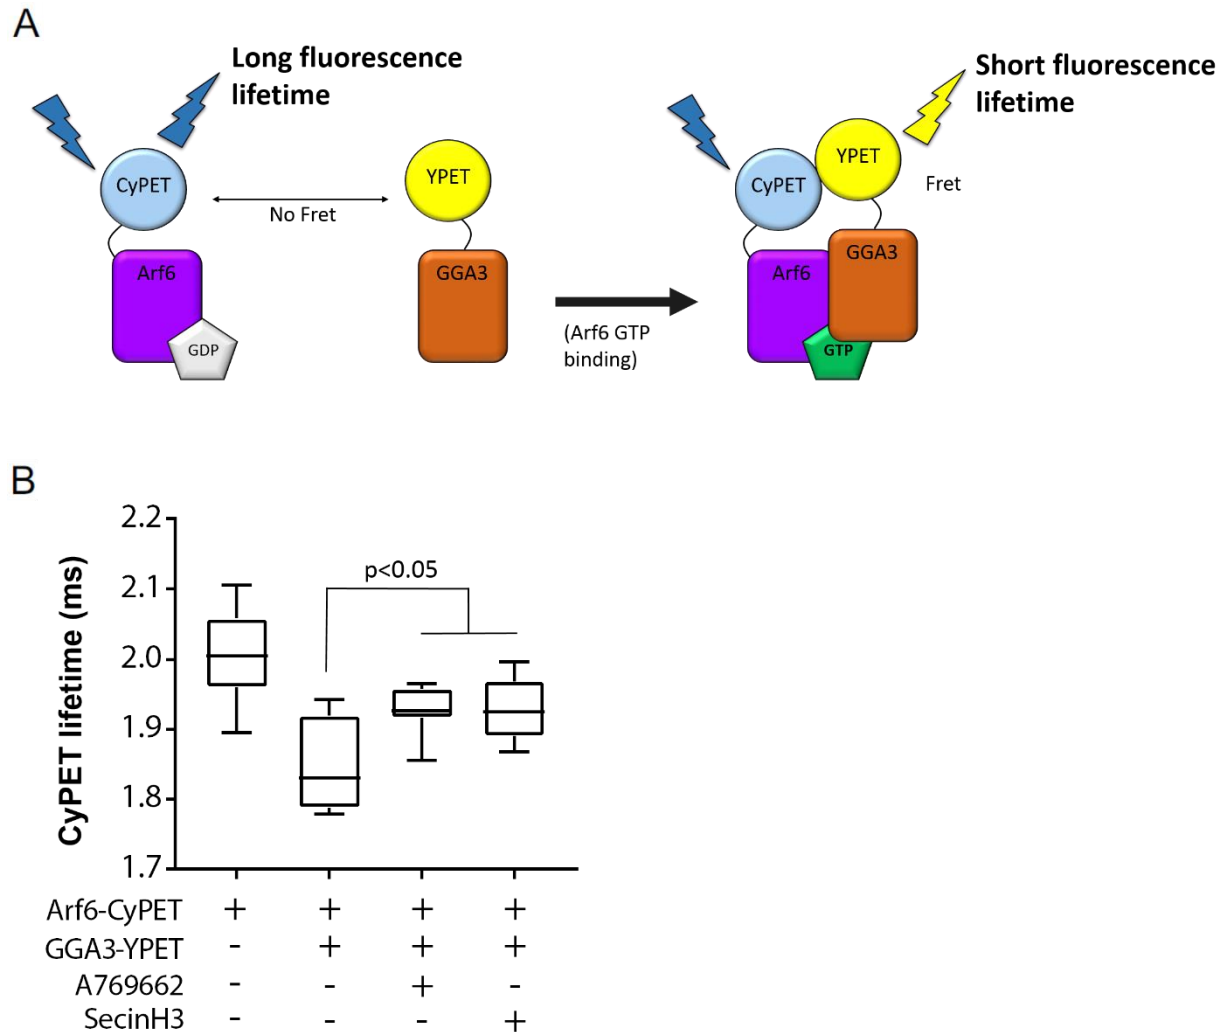 A
Long fluorescence
lifetime
CyPET
No Fret
YPET
Arf6
GDP
GGA3
(Arf6 GTP
binding)
Short fluorescence
lifetime
CyPET
YPET
Fret
Arf6
GGA3
GTP
B
CyPET lifetime (ms)
2.2
2.1
2.0
1.9
1.8
1.7
p<0.05
Arf6-CyPET + + + +
GGA3-YPET - + + +
A769662 - - + -
SecinH3 - - - +